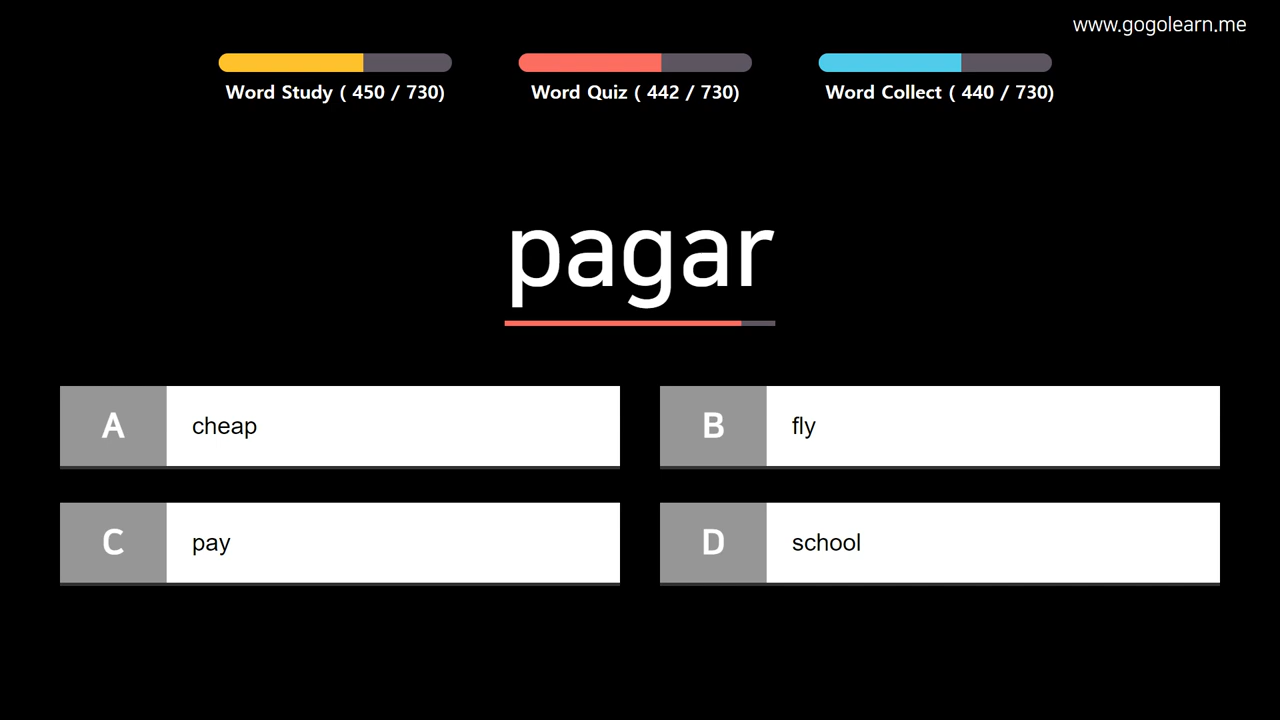 www.gogolearn.me
Word Study ( 450 / 730)
Word Quiz ( 442 / 730)
Word Collect ( 440 / 730)
pagar
A cheap
B fly
C pay
D school